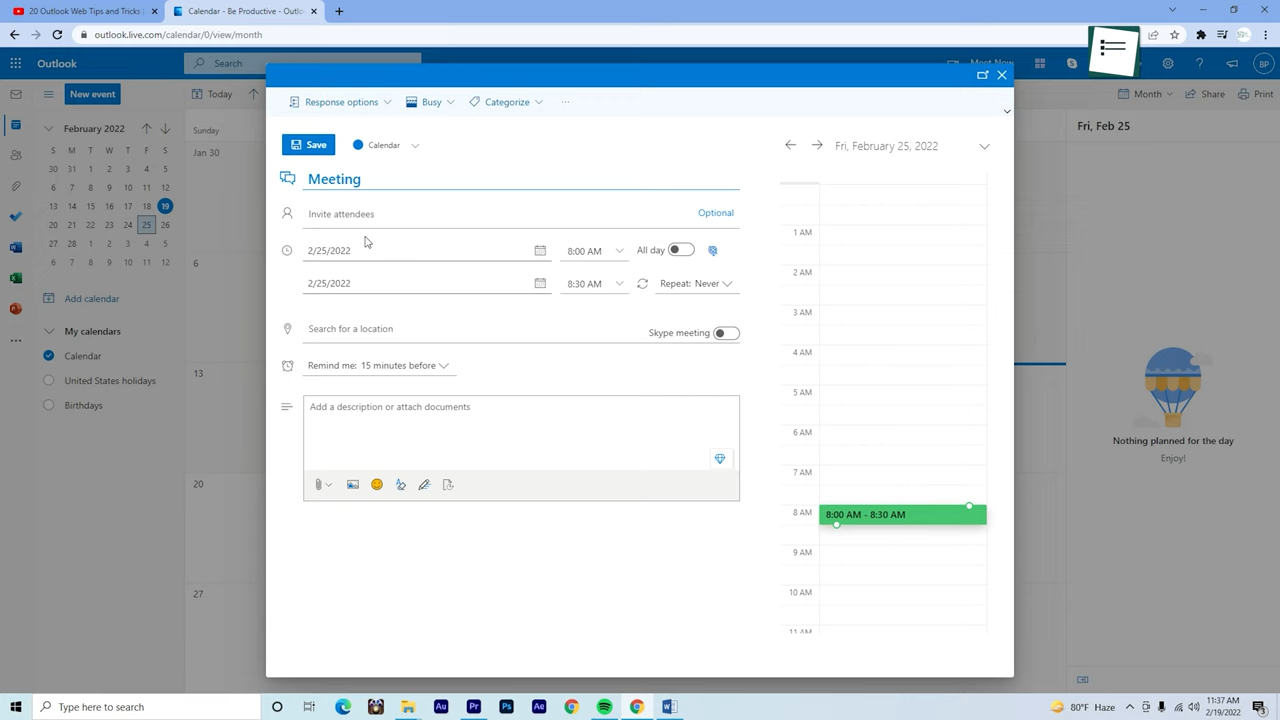 20 Outlook Web Tips and Tricks
Calendar - Be Productive - Outlo
outlook.live.com/calendar/0/view/month
Outlook
Search
Meet Now
BP
New event
Today
Month
Share
Print
February 2022
S M T W T F S
30 31 1 2 3 4 5
6 7 8 9 10 11 12
13 14 15 16 17 18 19
20 21 22 23 24 25 26
27 28 1 2 3 4 5
6 7 8 9 10 11 12
Add calendar
My calendars
Calendar
United States holidays
Birthdays
Sunday
Jan 30
6
13
20
27
Response options
Busy
Categorize
Save
Calendar
Meeting
Invite attendees
Optional
2/25/2022
8:00 AM
All day
2/25/2022
8:30 AM
Repeat: Never
Search for a location
Skype meeting
Remind me: 15 minutes before
Add a description or attach documents
Fri, February 25, 2022
1 AM
2 AM
3 AM
4 AM
5 AM
6 AM
7 AM
8 AM
8:00 AM - 8:30 AM
9 AM
10 AM
11 AM
Fri, Feb 25
Nothing planned for the day
Enjoy!
Type here to search
Au
Pr
Ps
Ae
80°F Haze
11:37 AM
2/19/2022